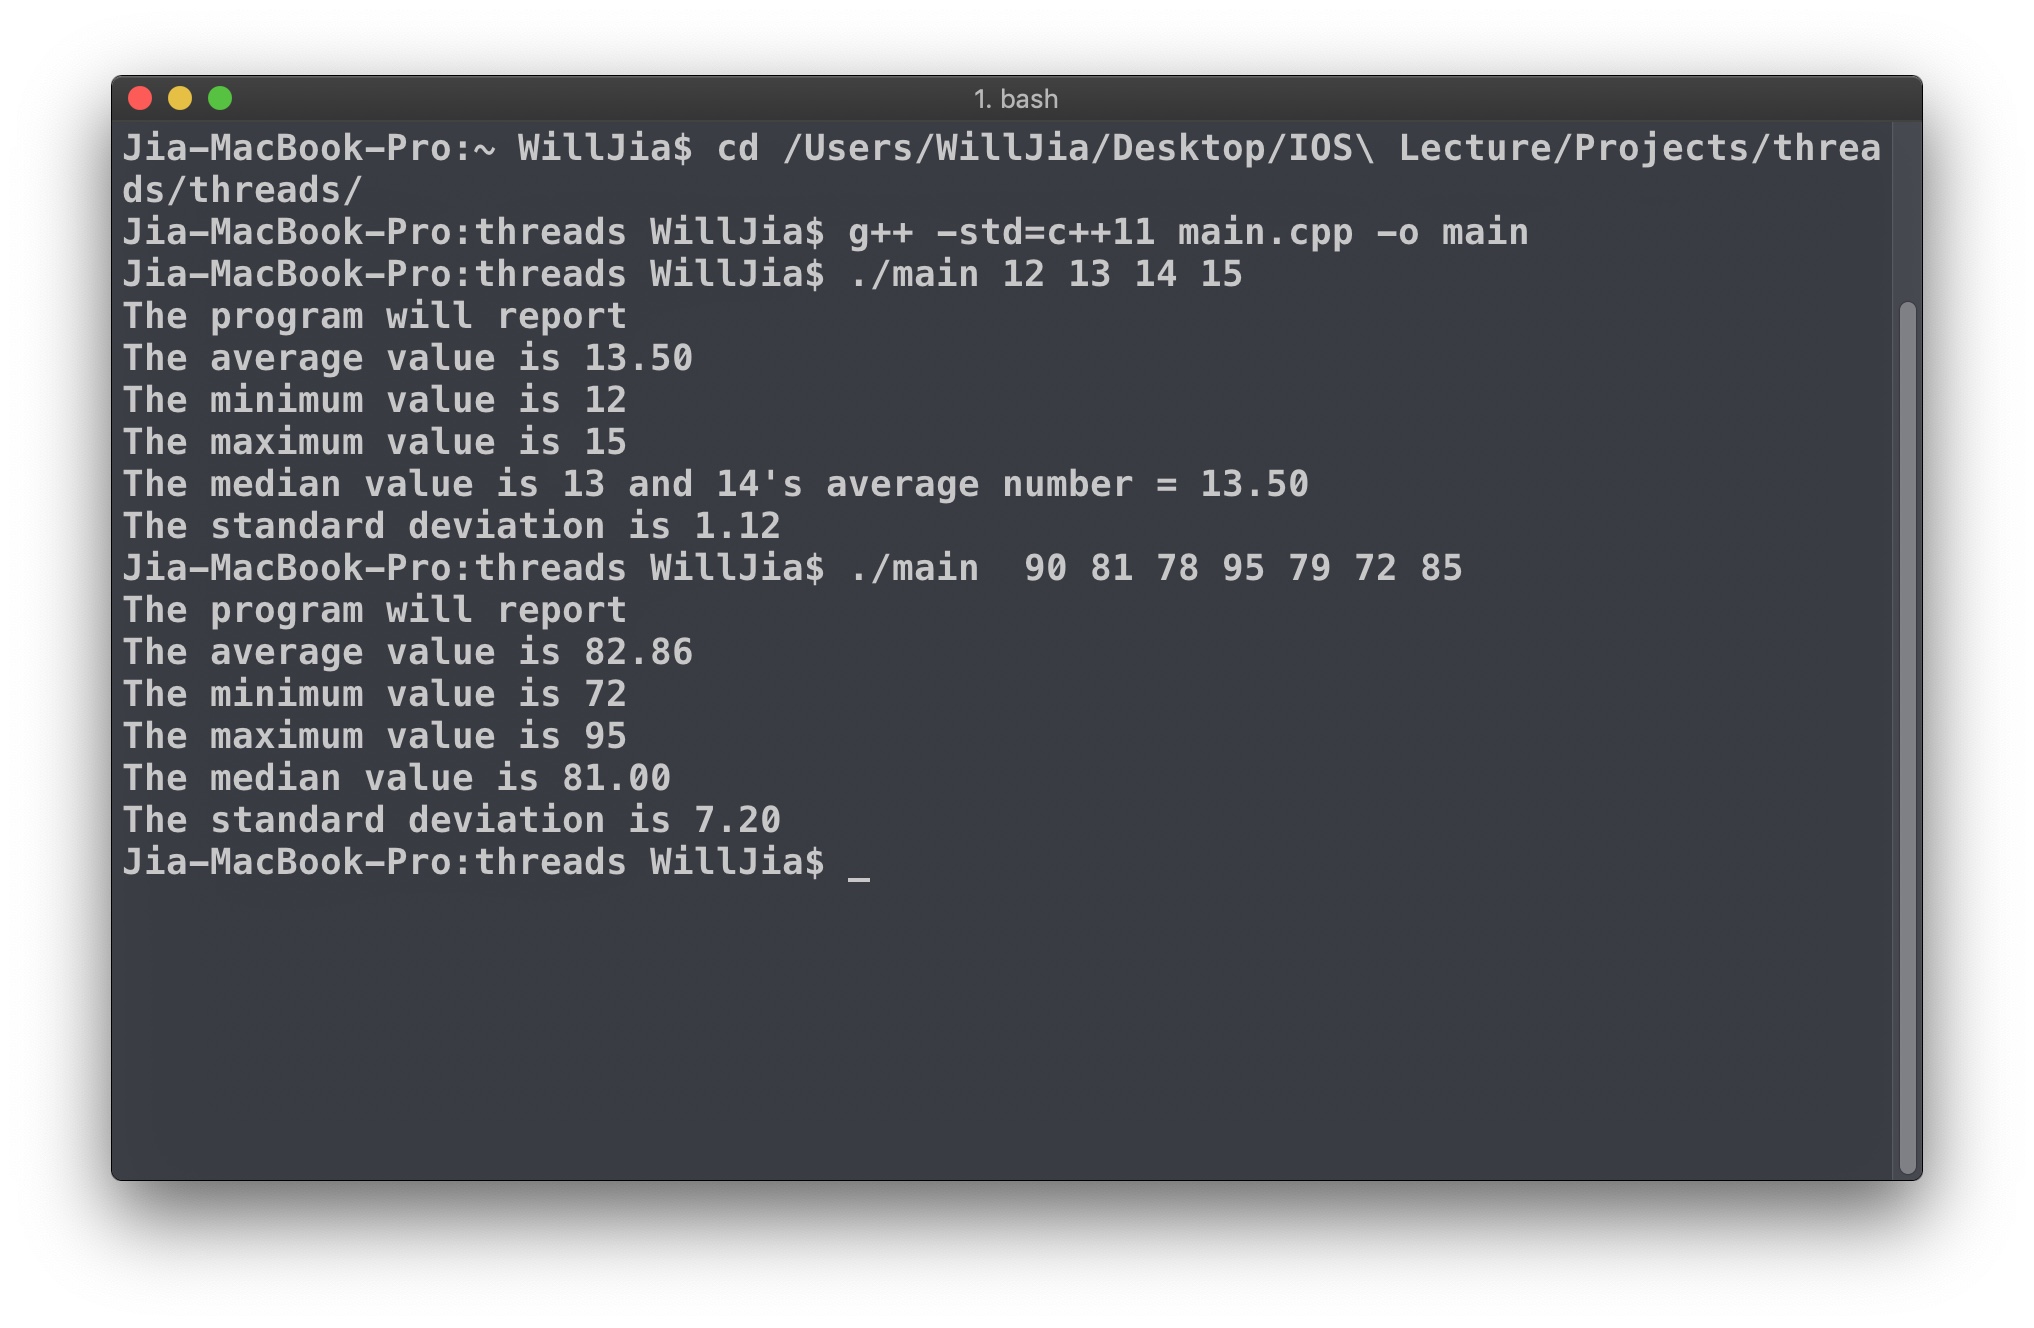 1. bash
Jia-MacBook-Pro:~ WillJia$ cd /Users/WillJia/Desktop/IOS\ Lecture/Projects/threa
ds/threads/
Jia-MacBook-Pro:threads WillJia$ g++ -std=c++11 main.cpp -o main
Jia-MacBook-Pro:threads WillJia$ ./main 12 13 14 15
The program will report
The average value is 13.50
The minimum value is 12
The maximum value is 15
The median value is 13 and 14's average number = 13.50
The standard deviation is 1.12
Jia-MacBook-Pro:threads WillJia$ ./main  90 81 78 95 79 72 85
The program will report
The average value is 82.86
The minimum value is 72
The maximum value is 95
The median value is 81.00
The standard deviation is 7.20
Jia-MacBook-Pro:threads WillJia$ _